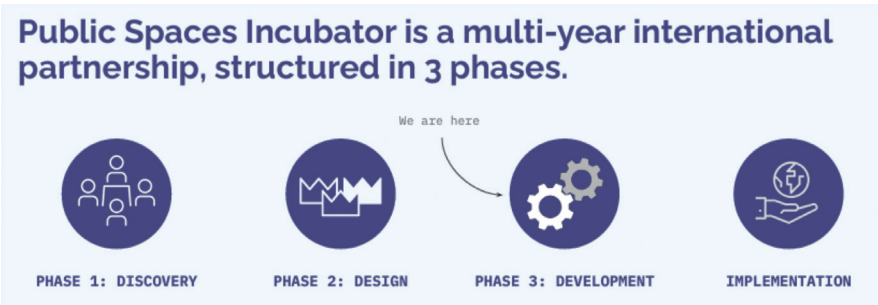 Public Spaces Incubator is a multi-year international
partnership, structured in 3 phases.
We are here
PHASE 1: DISCOVERY
PHASE 2: DESIGN
PHASE 3: DEVELOPMENT
IMPLEMENTATION